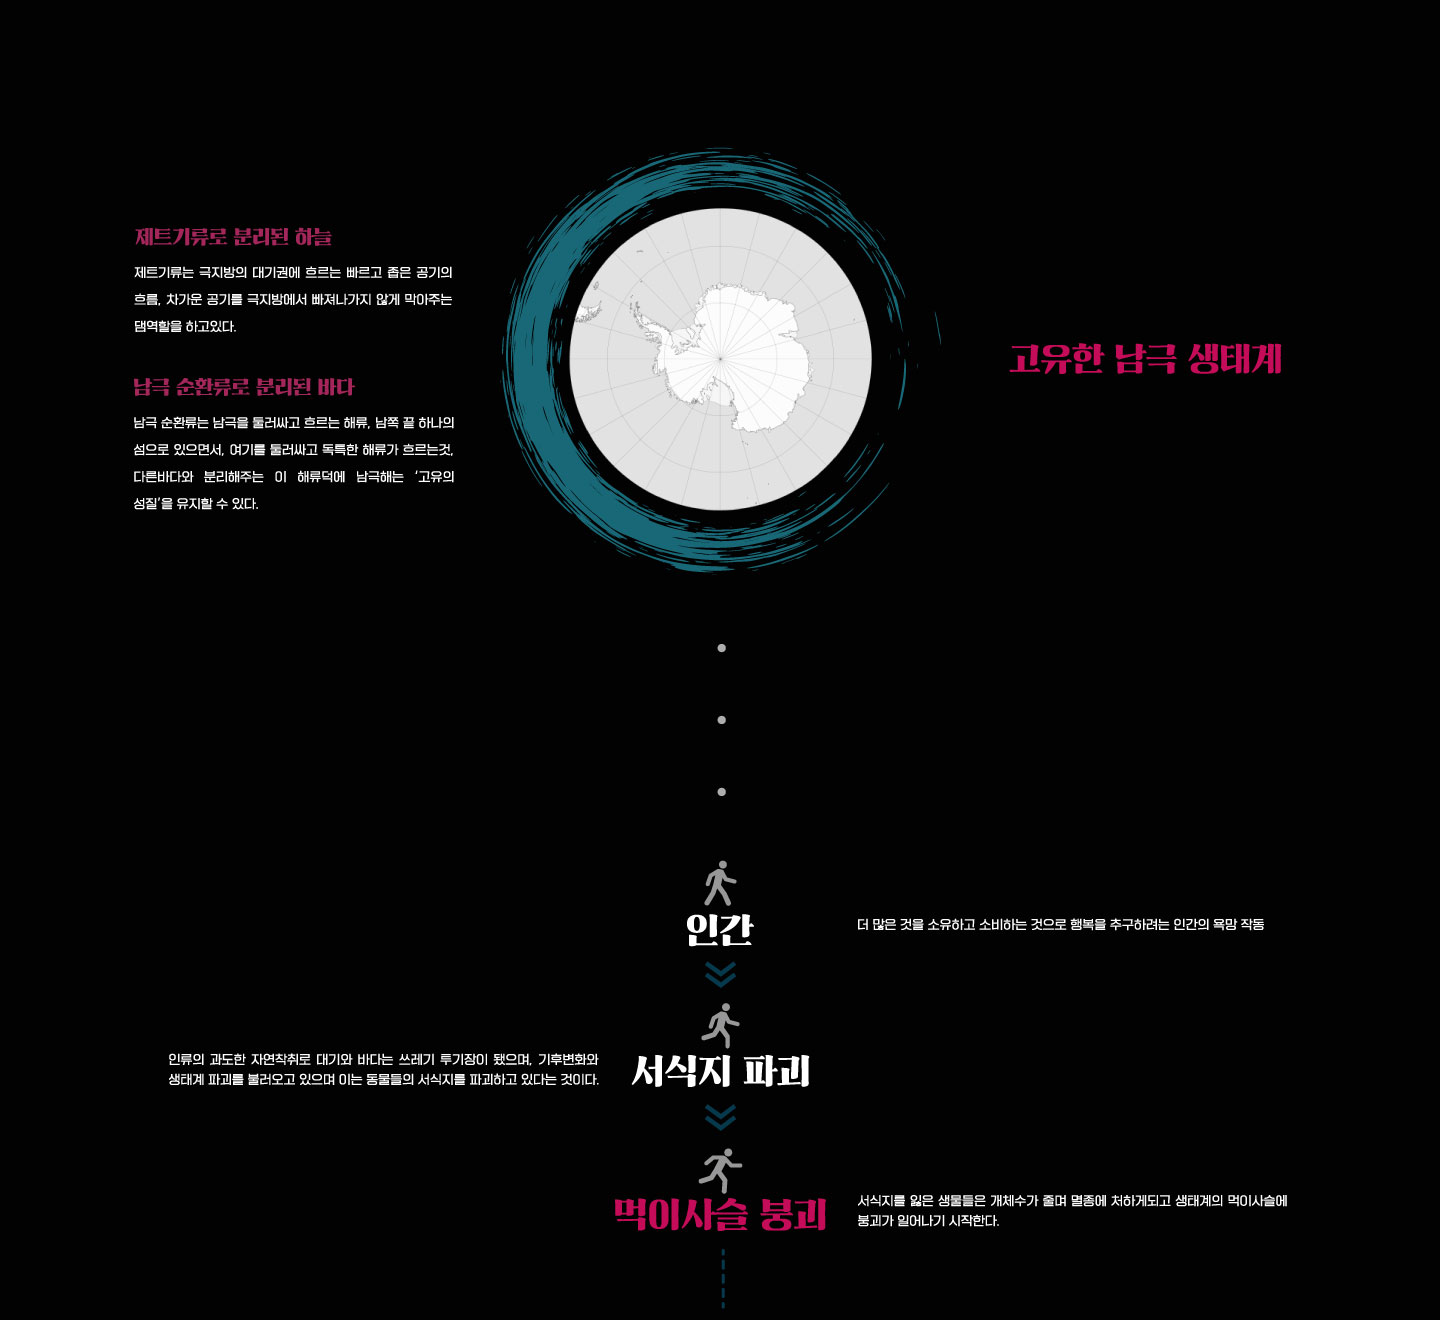 제트기류로 분리된 하늘
제트기류는 극지방의 대기권에 흐르는 빠르고 좁은 공기의
흐름, 차가운 공기를 극지방에서 빠져나가지 않게 막아주는
댐역할을 하고있다.
남극 순환류로 분리된 바다
남극 순환류는 남극을 둘러싸고 흐르는 해류, 남쪽 끝 하나의
섬으로 있으면서, 여기를 둘러싸고 독특한 해류가 흐르는것,
다른바다와 분리해주는 이 해류덕에 남극해는 ‘고유의
성질’을 유지할 수 있다.
고유한 남극 생태계
인간
더 많은 것을 소유하고 소비하는 것으로 행복을 추구하려는 인간의 욕망 작동
인류의 과도한 자연착취로 대기와 바다는 쓰레기 투기장이 됐으며, 기후변화와
생태계 파괴를 불러오고 있으며 이는 동물들의 서식지를 파괴하고 있다는 것이다.
서식지 파괴
먹이사슬 붕괴
서식지를 잃은 생물들은 개체수가 줄며 멸종에 처하게되고 생태계의 먹이사슬에
붕괴가 일어나기 시작한다.